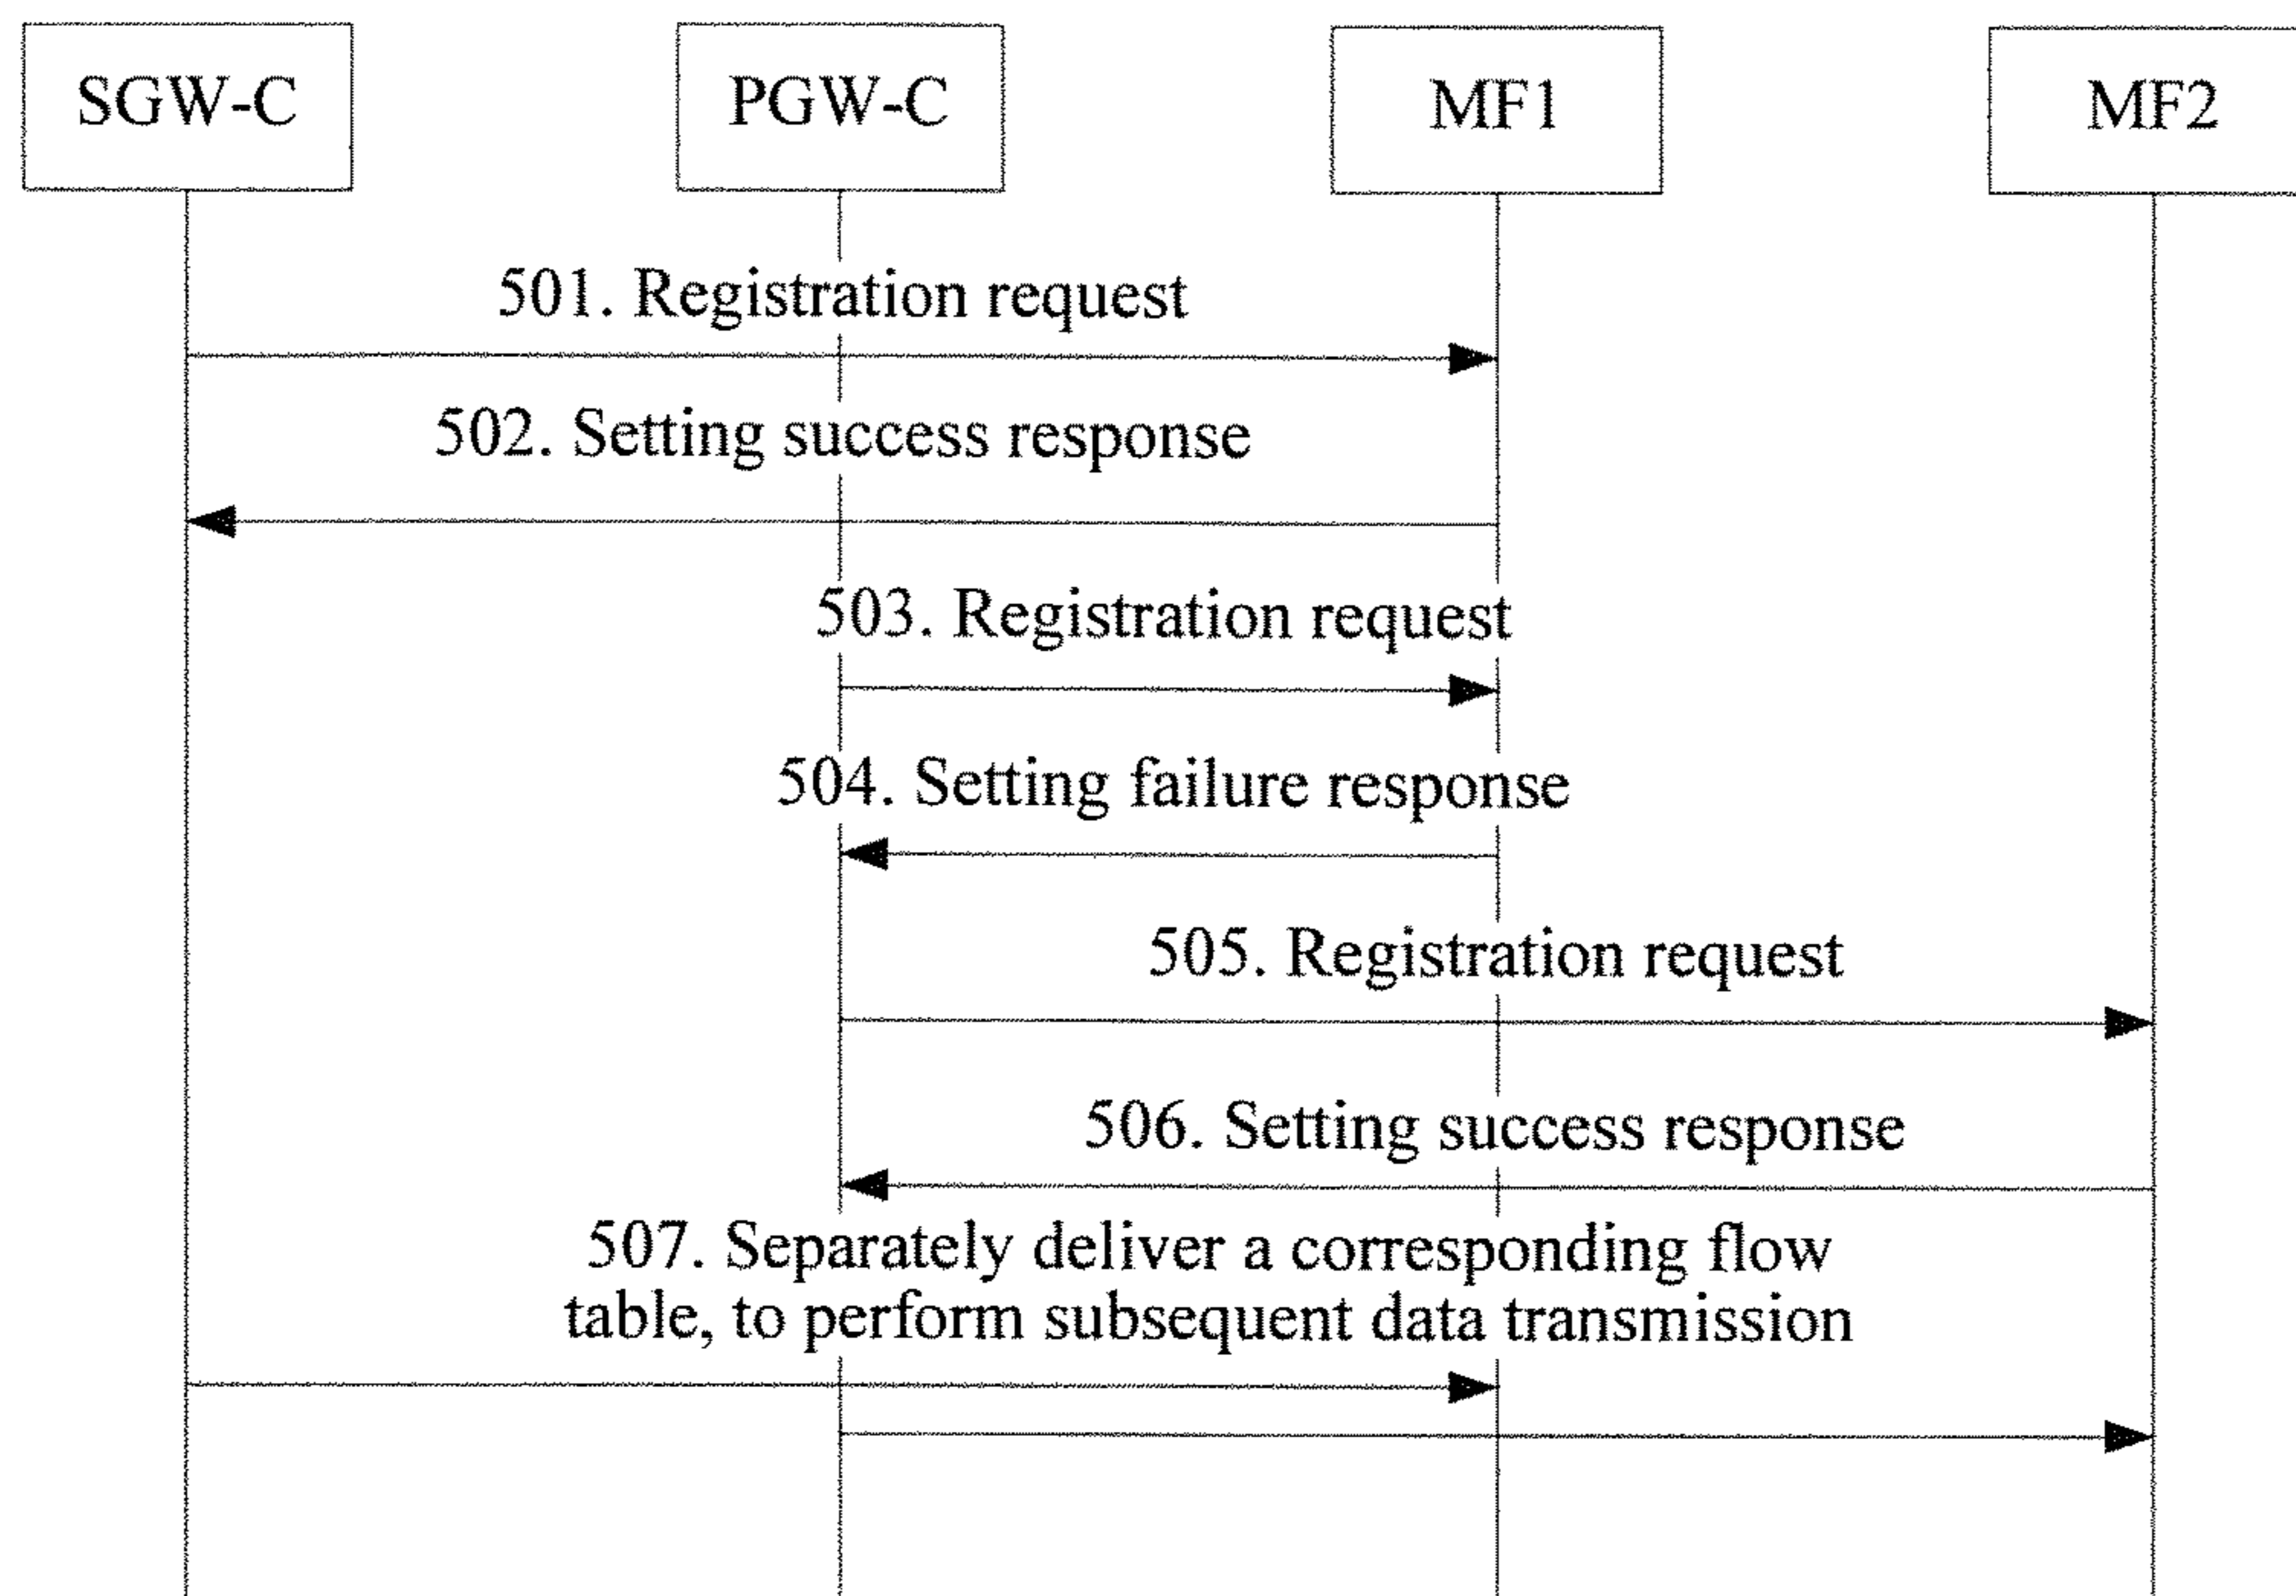 SGW-C
PGW-C
MF1
MF2
501. Registration request
502. Setting success response
503. Registration request
504. Setting failure response
505. Registration request
506. Setting success response
507. Separately deliver a corresponding flow
table, to perform subsequent data transmission